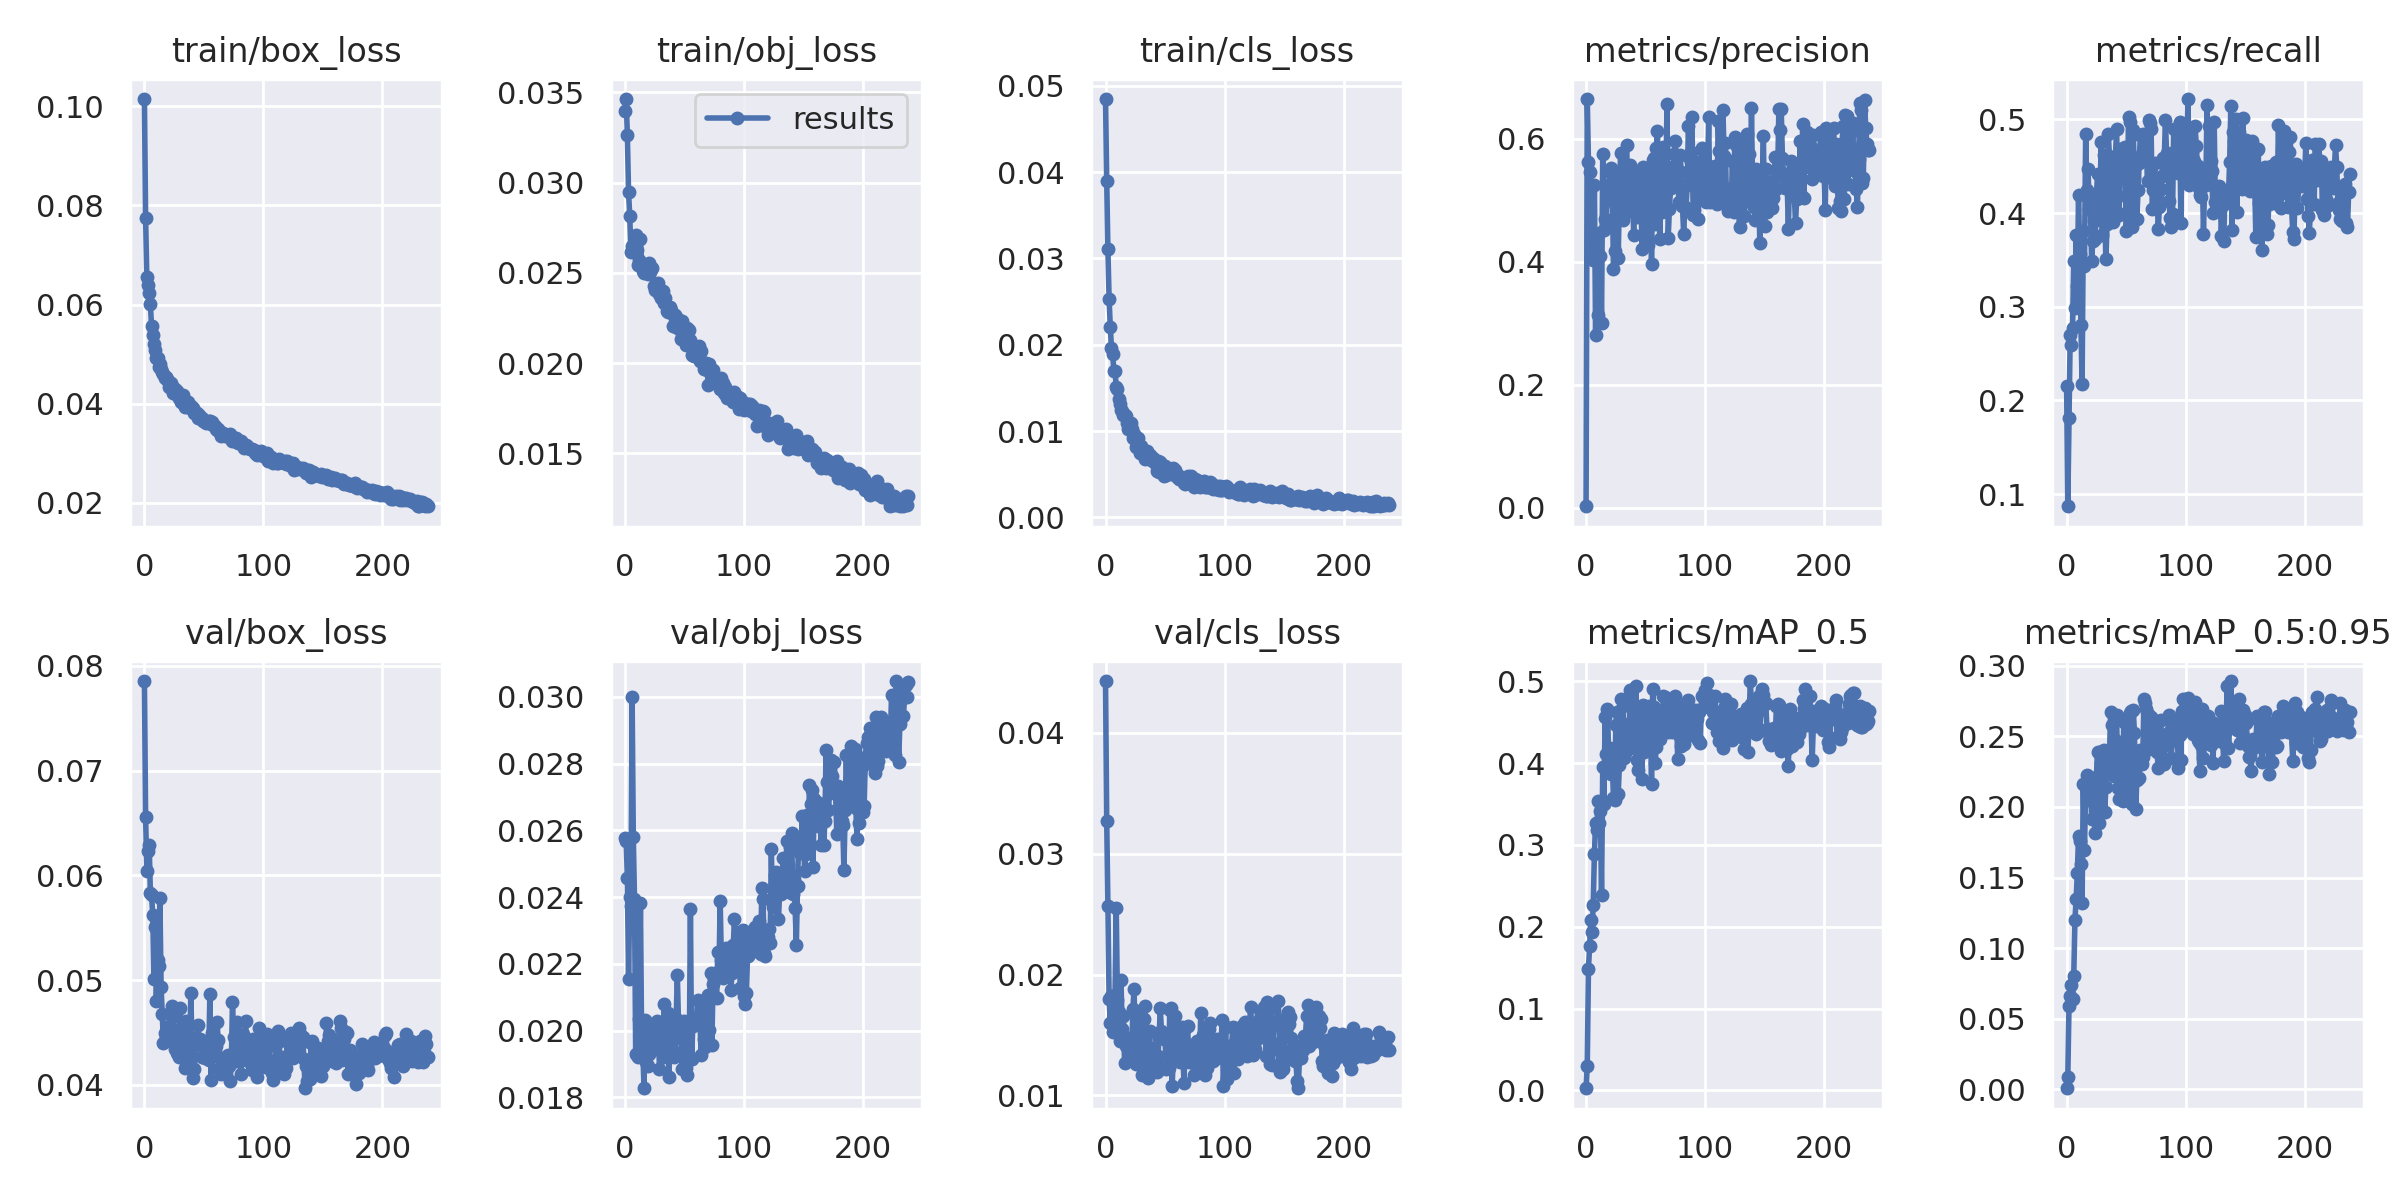 train/box_loss
0.10
0.08
0.06
0.04
0.02
0 100 200
train/obj_loss
results
0.035
0.030
0.025
0.020
0.015
0 100 200
train/cls_loss
0.05
0.04
0.03
0.02
0.01
0.00
0 100 200
metrics/precision
0.6
0.4
0.2
0.0
0 100 200
metrics/recall
0.5
0.4
0.3
0.2
0.1
0 100 200
val/box_loss
0.08
0.07
0.06
0.05
0.04
0 100 200
val/obj_loss
0.030
0.028
0.026
0.024
0.022
0.020
0.018
0 100 200
val/cls_loss
0.04
0.03
0.02
0.01
0 100 200
metrics/mAP_0.5
0.5
0.4
0.3
0.2
0.1
0.0
0 100 200
metrics/mAP_0.5:0.95
0.30
0.25
0.20
0.15
0.10
0.05
0.00
0 100 200